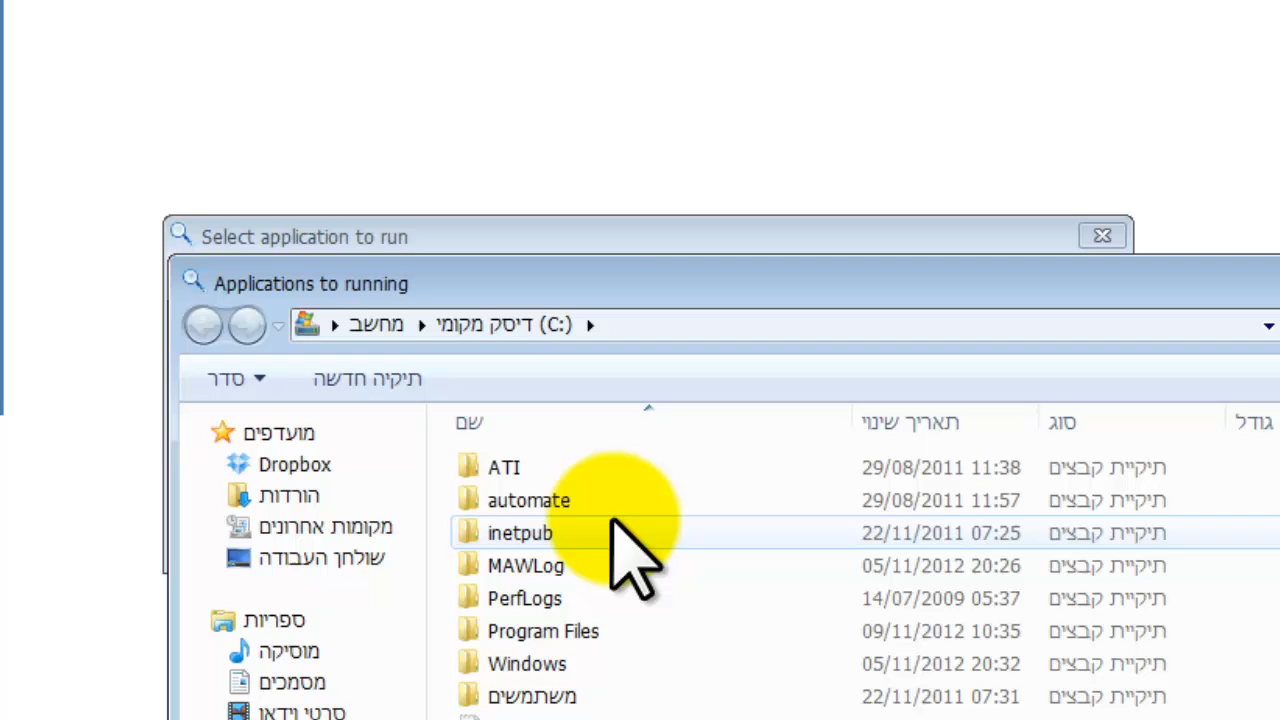 Select application to run
Applications to running
מחשב דיסק מקומי (C:)
סדר תיקיה חדשה
שם תאריך שינוי סוג גודל
מועדפים
Dropbox
הורדות
מקומות אחרונים
שולחן העבודה
ספריות
מוסיקה
מסמכים
סרטי וידאו
ATI 29/08/2011 11:38 תיקיית קבצים
automate 29/08/2011 11:57 תיקיית קבצים
inetpub 22/11/2011 07:25 תיקיית קבצים
MAWLog 05/11/2012 20:26 תיקיית קבצים
PerfLogs 14/07/2009 05:37 תיקיית קבצים
Program Files 09/11/2012 10:35 תיקיית קבצים
Windows 05/11/2012 20:32 תיקיית קבצים
משתמשים 22/11/2011 07:31 תיקיית קבצים